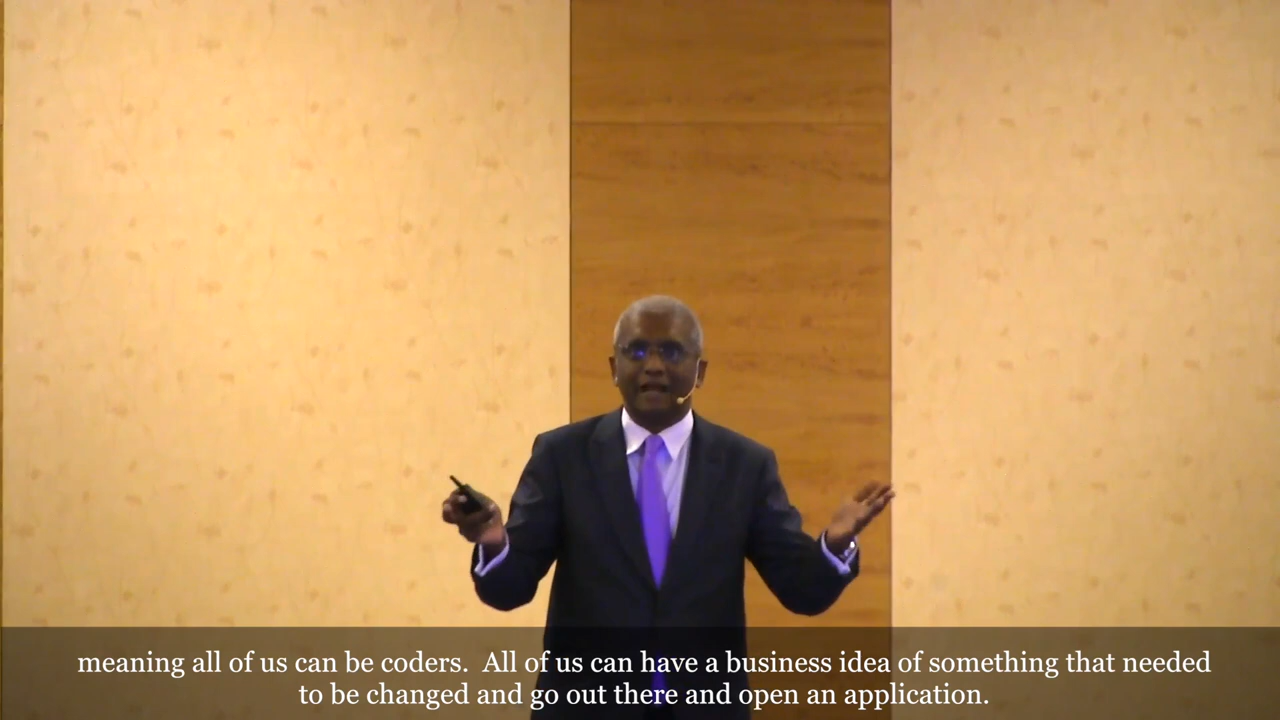 meaning all of us can be coders.  All of us can have a business idea of something that needed
to be changed and go out there and open an application.